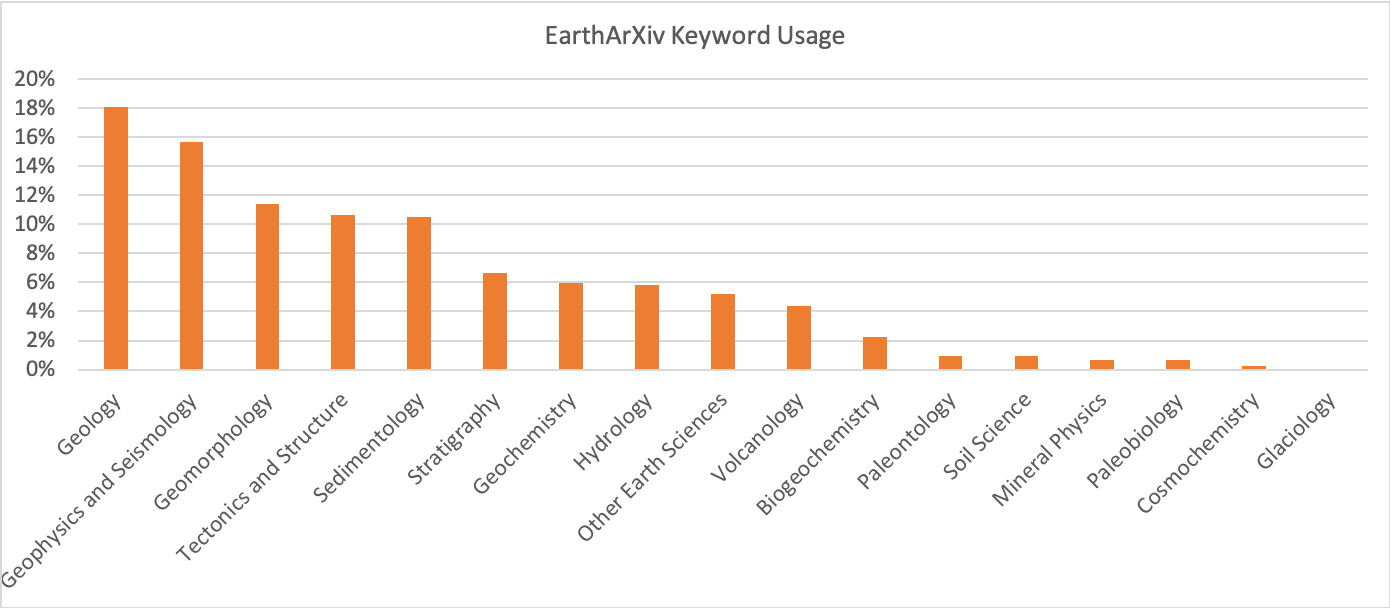 EarthArXiv Keyword Usage
20%
18%
16%
14%
12%
10%
8%
6%
4%
2%
0%
Geology
Geophysics and Seismology
Geomorphology
Tectonics and Structure
Sedimentology
Stratigraphy
Geochemistry
Hydrology
Other Earth Sciences
Volcanology
Biogeochemistry
Paleontology
Soil Science
Mineral Physics
Paleobiology
Cosmochemistry
Glaciology